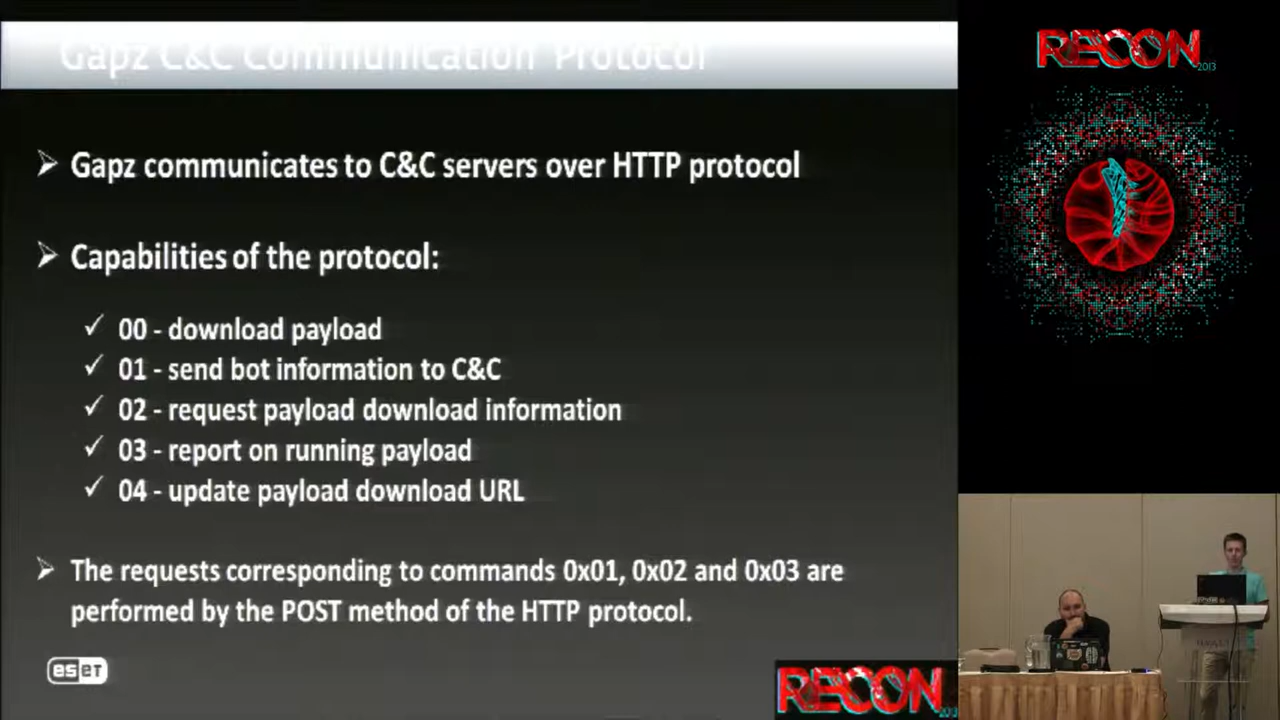 Gapz C&C Communication Protocol
➢ Gapz communicates to C&C servers over HTTP protocol
➢ Capabilities of the protocol:
✓ 00 - download payload
✓ 01 - send bot information to C&C
✓ 02 - request payload download information
✓ 03 - report on running payload
✓ 04 - update payload download URL
➢ The requests corresponding to commands 0x01, 0x02 and 0x03 are
performed by the POST method of the HTTP protocol.
eseT
RECON
2013
RECON
2013
HYATT